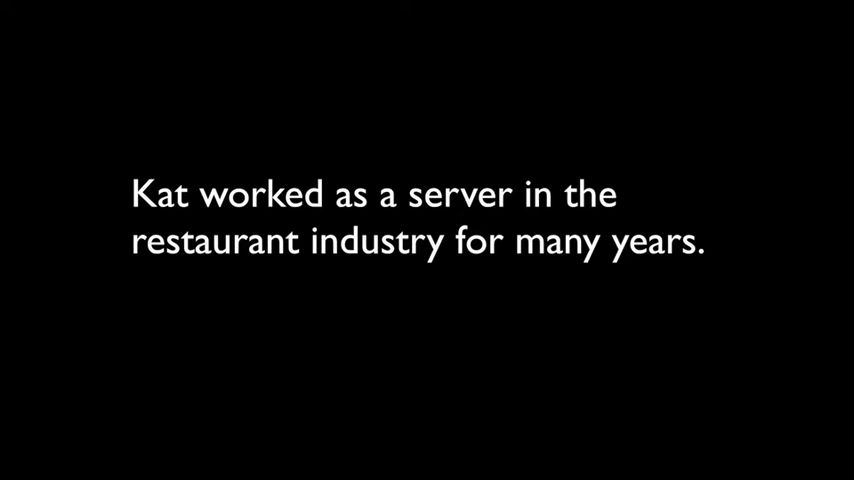 Kat worked as a server in the
restaurant industry for many years.